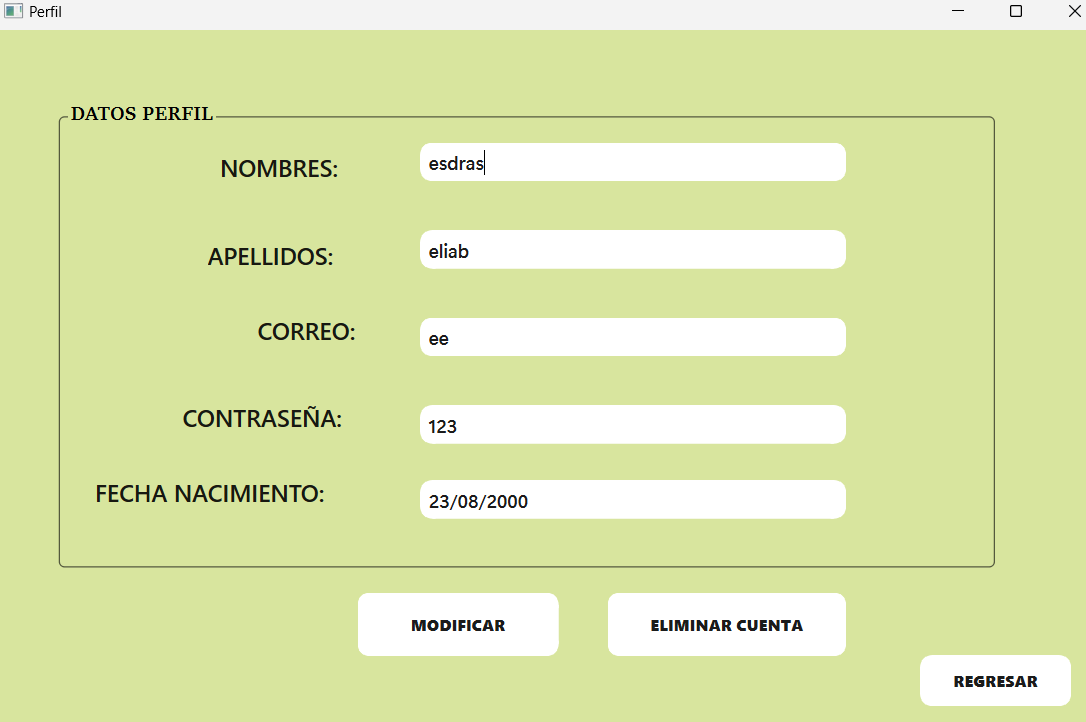 Perfil
DATOS PERFIL
NOMBRES: esdras
APELLIDOS: eliab
CORREO: ee
CONTRASEÑA: 123
FECHA NACIMIENTO: 23/08/2000
MODIFICAR ELIMINAR CUENTA
REGRESAR